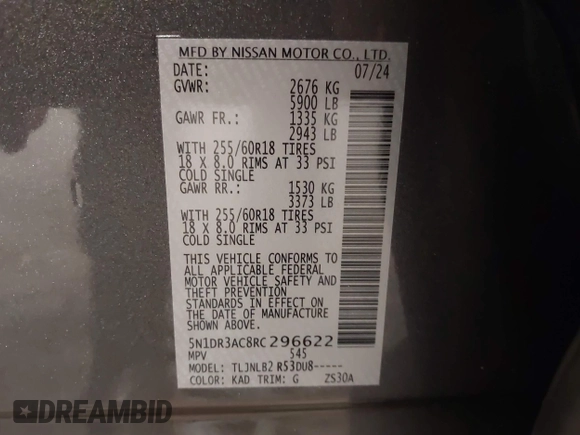 MFD BY NISSAN MOTOR CO., LTD.
DATE: 07/24
GVWR: 2676 KG
5900 LB
GAWR FR.: 1335 KG
2943 LB
WITH 255/60R18 TIRES
18 X 8.0 RIMS AT 33 PSI
COLD SINGLE
GAWR RR.: 1530 KG
3373 LB
WITH 255/60R18 TIRES
18 X 8.0 RIMS AT 33 PSI
COLD SINGLE
THIS VEHICLE CONFORMS TO
ALL APPLICABLE FEDERAL
MOTOR VEHICLE SAFETY AND
THEFT PREVENTION
STANDARDS IN EFFECT ON
THE DATE OF MANUFACTURE
SHOWN ABOVE.
5N1DR3AC8RC296622
MPV 545
MODEL: TLJNLB2 R53DU8-----
COLOR: KAD TRIM: G ZS30A
DREAMBID